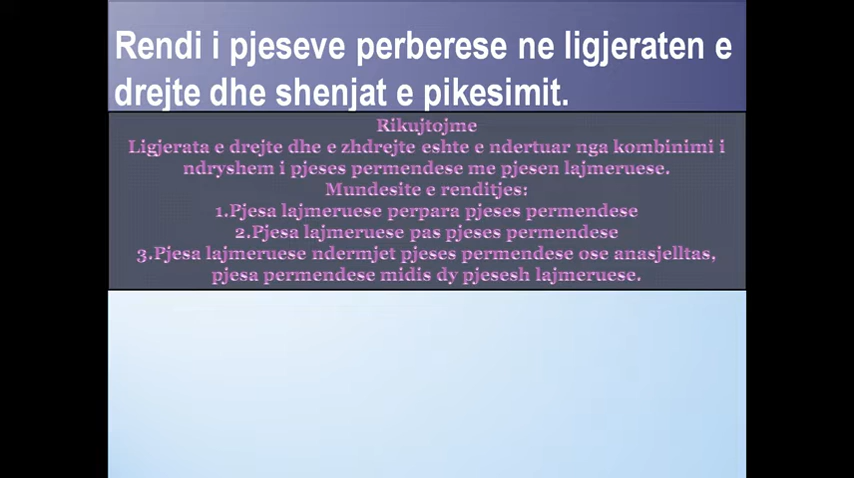 Rendi i pjeseve perberese ne ligjeraten e
drejte dhe shenjat e pikesimit.
Rikujtojme
Ligjerata e drejte dhe e zhdrejte eshte e ndertuar nga kombinimi i
ndryshem i pjeses permendese me pjesen lajmeruese.
Mundesite e renditjes:
1.Pjesa lajmeruese perpara pjeses permendese
2.Pjesa lajmeruese pas pjeses permendese
3.Pjesa lajmeruese ndermjet pjeses permendese ose anasjelltas,
pjesa permendese midis dy pjesesh lajmeruese.